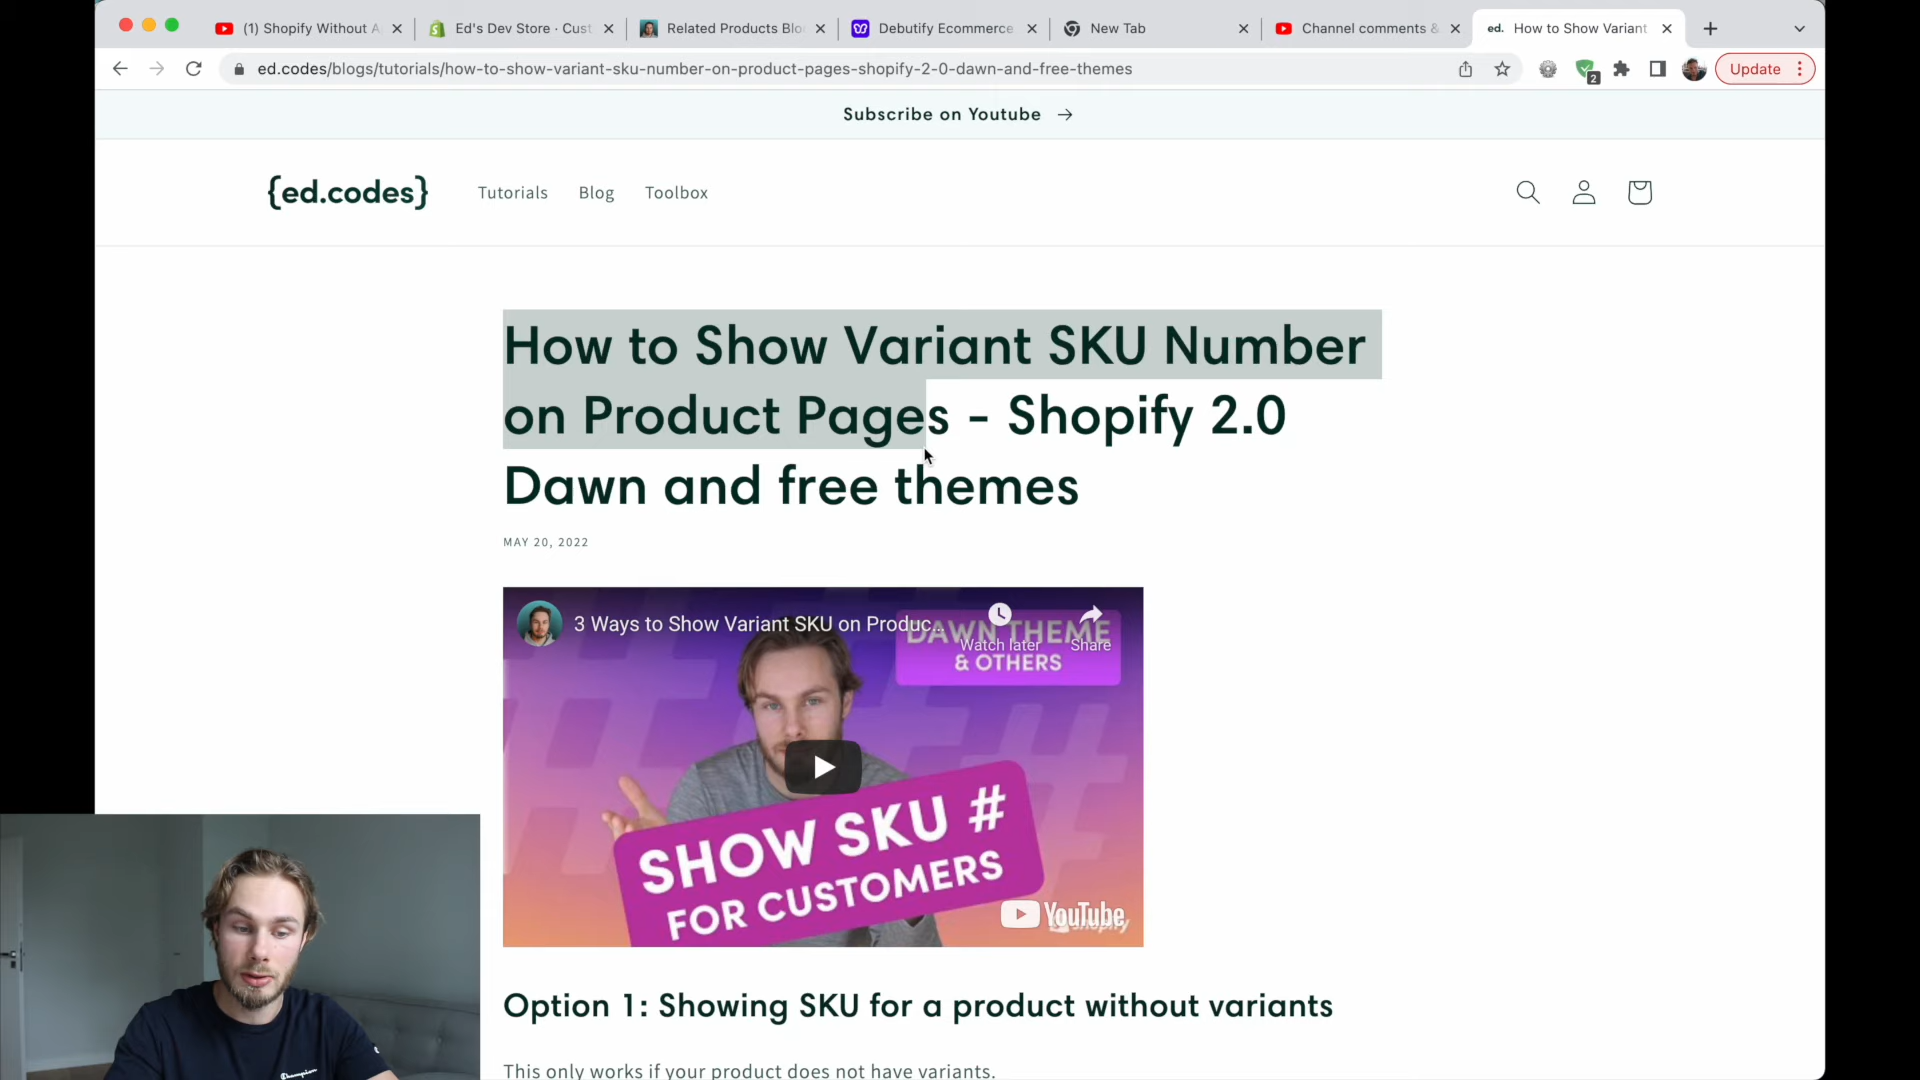 (1) Shopify Without A
Ed's Dev Store · Cust
Related Products Blo
Debutify Ecommerce
New Tab
Channel comments &
ed. How to Show Variant
ed.codes/blogs/tutorials/how-to-show-variant-sku-number-on-product-pages-shopify-2-0-dawn-and-free-themes
2
Update
Subscribe on Youtube →
{ed.codes}
Tutorials
Blog
Toolbox
How to Show Variant SKU Number
on Product Pages - Shopify 2.0
Dawn and free themes
MAY 20, 2022
3 Ways to Show Variant SKU on Produc...
Watch later
Share
DAWN THEME
& OTHERS
SHOW SKU #
FOR CUSTOMERS
YouTube
shopify
Option 1: Showing SKU for a product without variants
This only works if your product does not have variants.
Champion